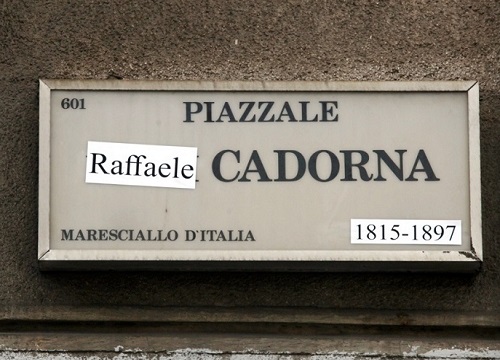 601
PIAZZALE
Raffaele CADORNA
MARESCIALLO D'ITALIA
1815-1897